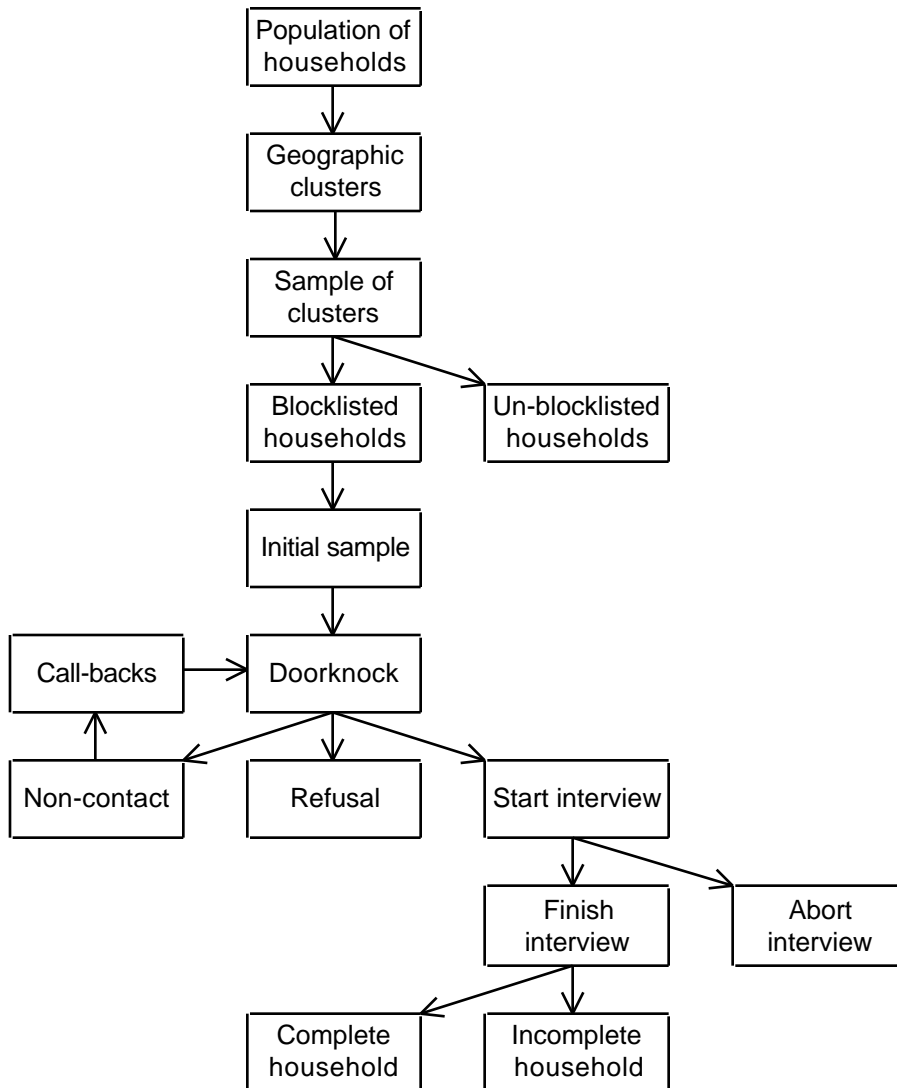 Population of
households
Geographic
clusters
Sample of
clusters
Blocklisted
households
Un-blocklisted
households
Initial sample
Call-backs
Doorknock
Non-contact
Refusal
Start interview
Finish
interview
Abort
interview
Complete
household
Incomplete
household